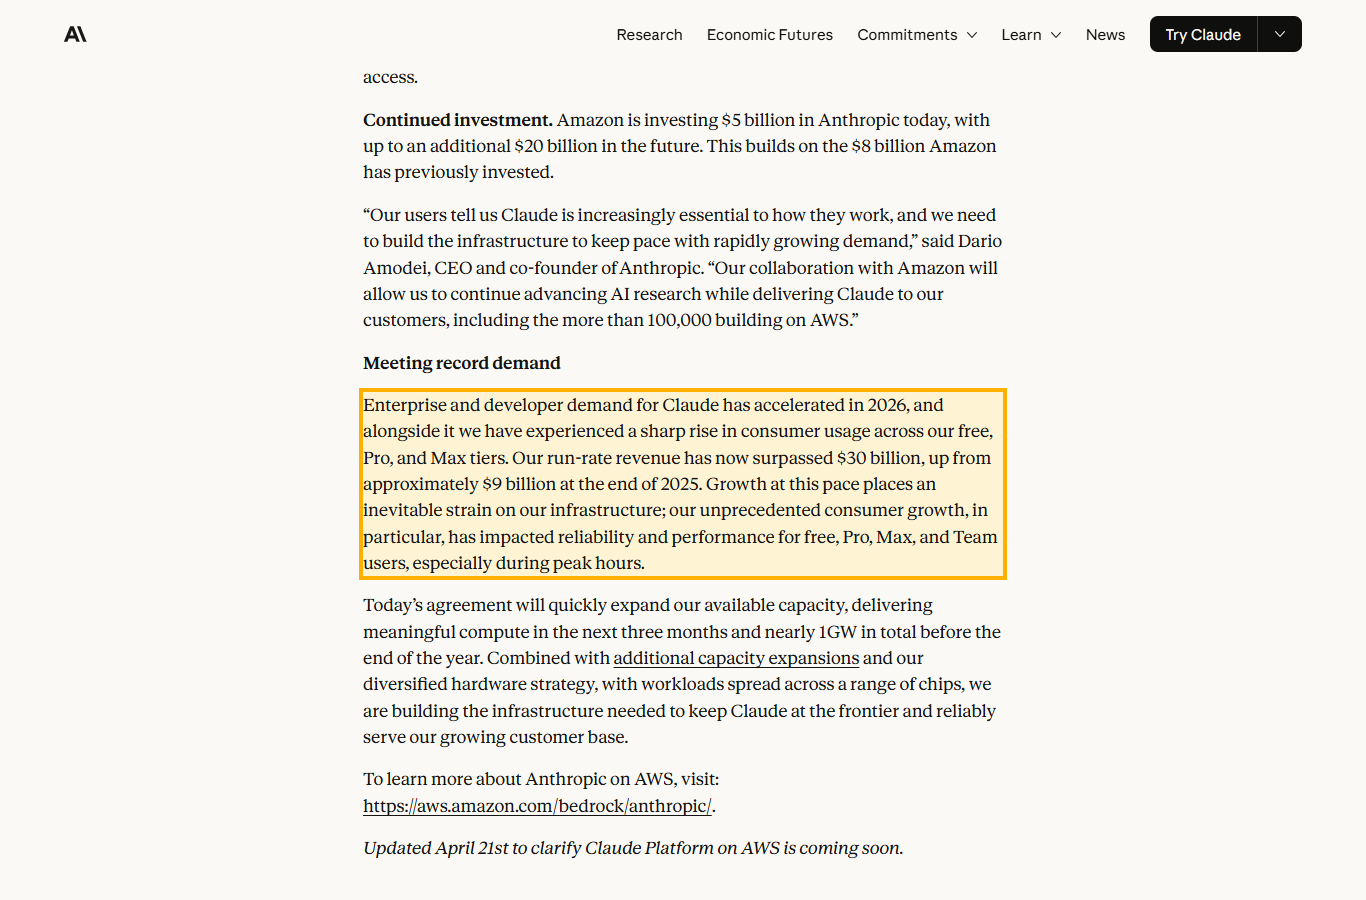 Research Economic Futures Commitments Learn News Try Claude
access.
Continued investment. Amazon is investing $5 billion in Anthropic today, with
up to an additional $20 billion in the future. This builds on the $8 billion Amazon
has previously invested.
“Our users tell us Claude is increasingly essential to how they work, and we need
to build the infrastructure to keep pace with rapidly growing demand,” said Dario
Amodei, CEO and co-founder of Anthropic. “Our collaboration with Amazon will
allow us to continue advancing AI research while delivering Claude to our
customers, including the more than 100,000 building on AWS.”
Meeting record demand
Enterprise and developer demand for Claude has accelerated in 2026, and
alongside it we have experienced a sharp rise in consumer usage across our free,
Pro, and Max tiers. Our run-rate revenue has now surpassed $30 billion, up from
approximately $9 billion at the end of 2025. Growth at this pace places an
inevitable strain on our infrastructure; our unprecedented consumer growth, in
particular, has impacted reliability and performance for free, Pro, Max, and Team
users, especially during peak hours.
Today’s agreement will quickly expand our available capacity, delivering
meaningful compute in the next three months and nearly 1GW in total before the
end of the year. Combined with additional capacity expansions and our
diversified hardware strategy, with workloads spread across a range of chips, we
are building the infrastructure needed to keep Claude at the frontier and reliably
serve our growing customer base.
To learn more about Anthropic on AWS, visit:
https://aws.amazon.com/bedrock/anthropic/.
Updated April 21st to clarify Claude Platform on AWS is coming soon.